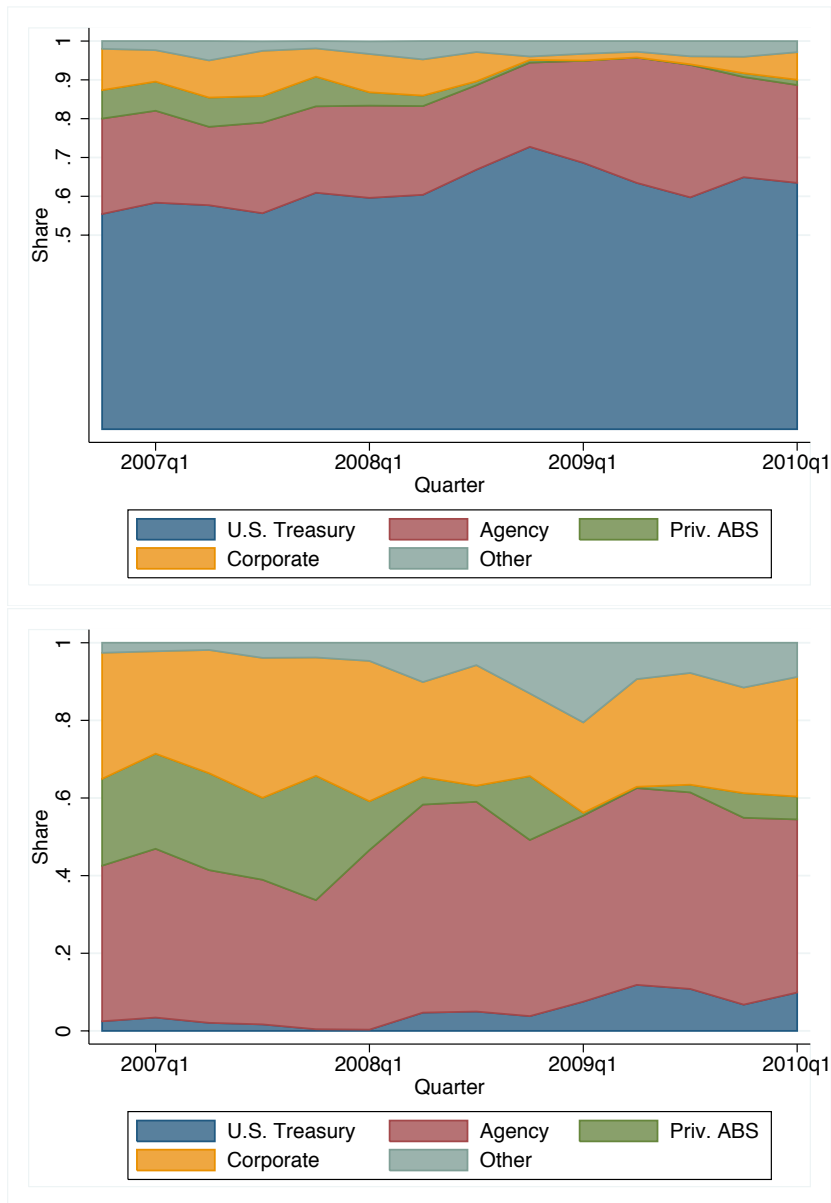 1
.9
.8
.7
.6
.5
Share
2007q1 2008q1 2009q1 2010q1
Quarter
U.S. Treasury Agency Priv. ABS
Corporate Other
1
.8
.6
.4
.2
0
Share
2007q1 2008q1 2009q1 2010q1
Quarter
U.S. Treasury Agency Priv. ABS
Corporate Other